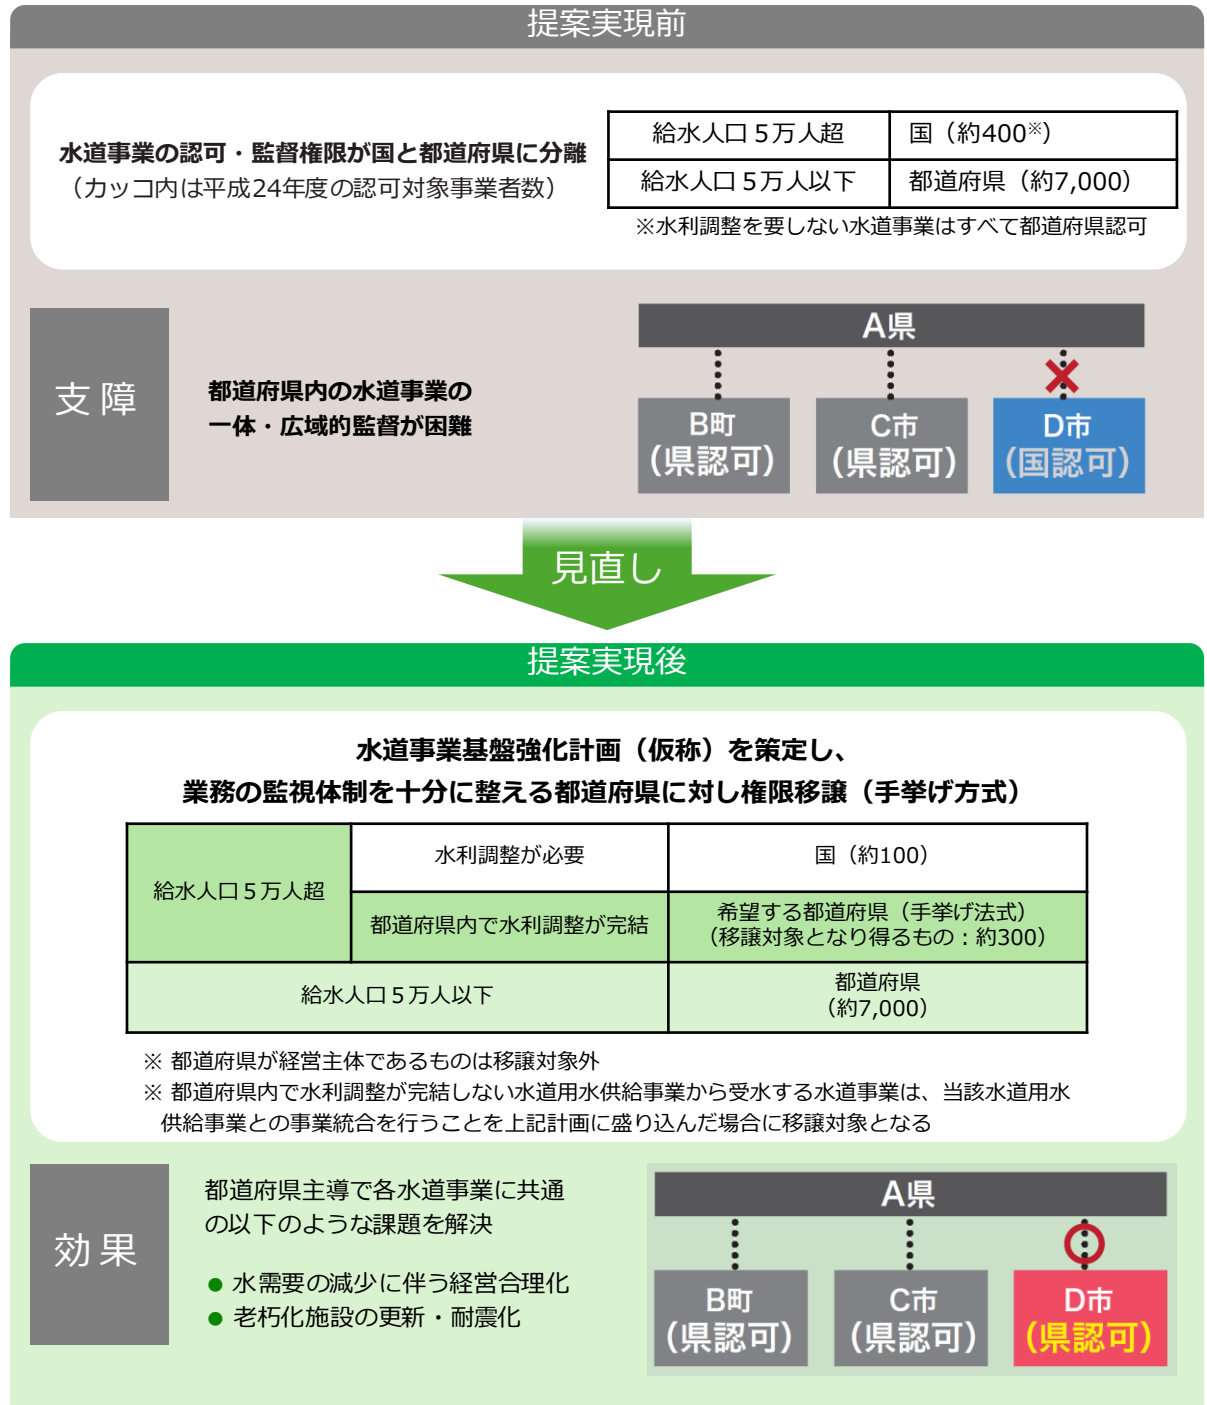 提案実現前
水道事業の認可・監督権限が国と都道府県に分離
（カッコ内は平成24年度の認可対象事業者数）
給水人口５万人超 国（約400※）
給水人口５万人以下 都道府県（約7,000）
※水利調整を要しない水道事業はすべて都道府県認可
支障
都道府県内の水道事業の
一体・広域的監督が困難
A県
B町 C市 D市
（県認可） （県認可） （国認可）
見直し
提案実現後
水道事業基盤強化計画（仮称）を策定し、
業務の監視体制を十分に整える都道府県に対し権限移譲（手挙げ方式）
給水人口５万人超
水利調整が必要 国（約100）
都道府県内で水利調整が完結
希望する都道府県（手挙げ法式）
（移譲対象となり得るもの：約300）
給水人口５万人以下
都道府県
（約7,000）
※ 都道府県が経営主体であるものは移譲対象外
※ 都道府県内で水利調整が完結しない水道用水供給事業から受水する水道事業は、当該水道用水
供給事業との事業統合を行うことを上記計画に盛り込んだ場合に移譲対象となる
効果
都道府県主導で各水道事業に共通
の以下のような課題を解決
● 水需要の減少に伴う経営合理化
● 老朽化施設の更新・耐震化
A県
B町 C市 D市
（県認可） （県認可） （県認可）